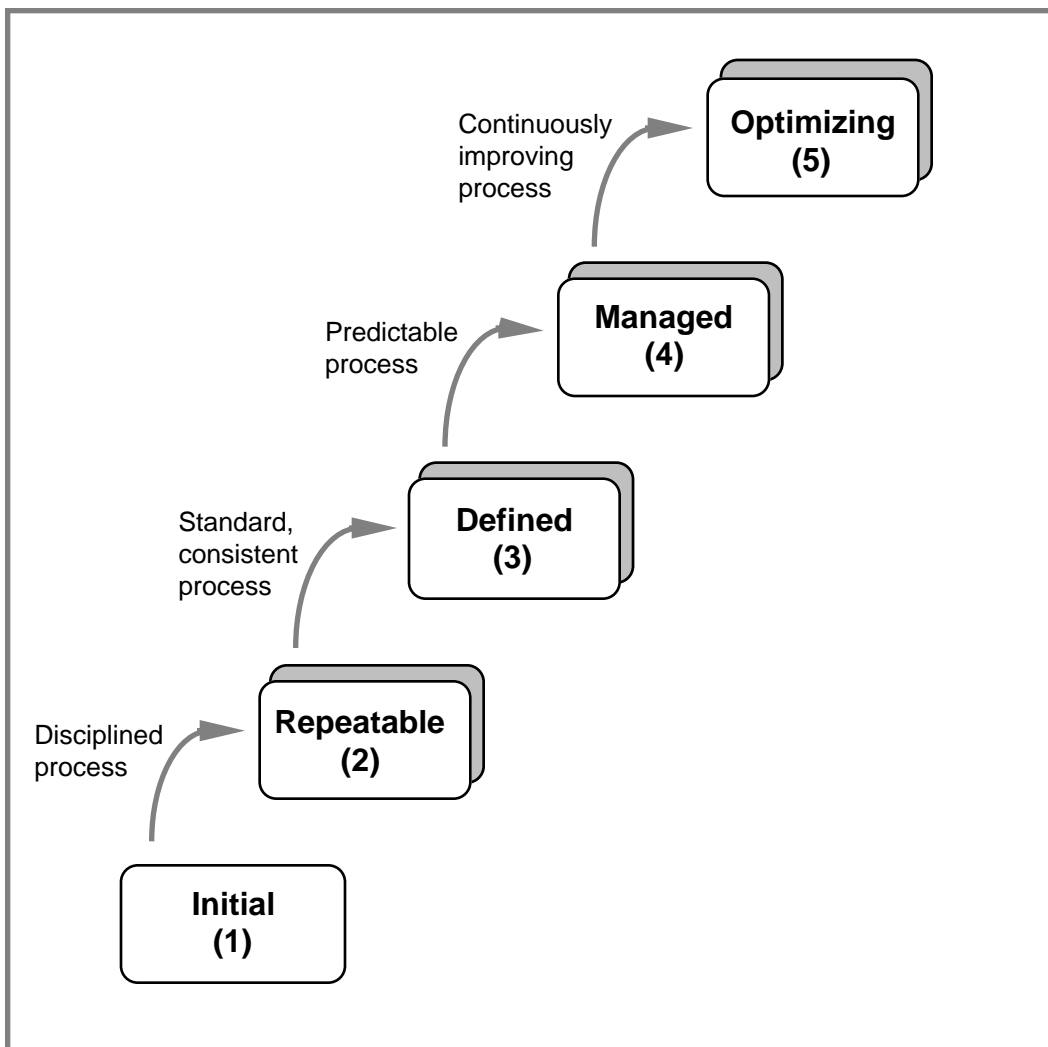 Continuously
improving
process
Optimizing
(5)
Predictable
process
Managed
(4)
Standard,
consistent
process
Defined
(3)
Disciplined
process
Repeatable
(2)
Initial
(1)